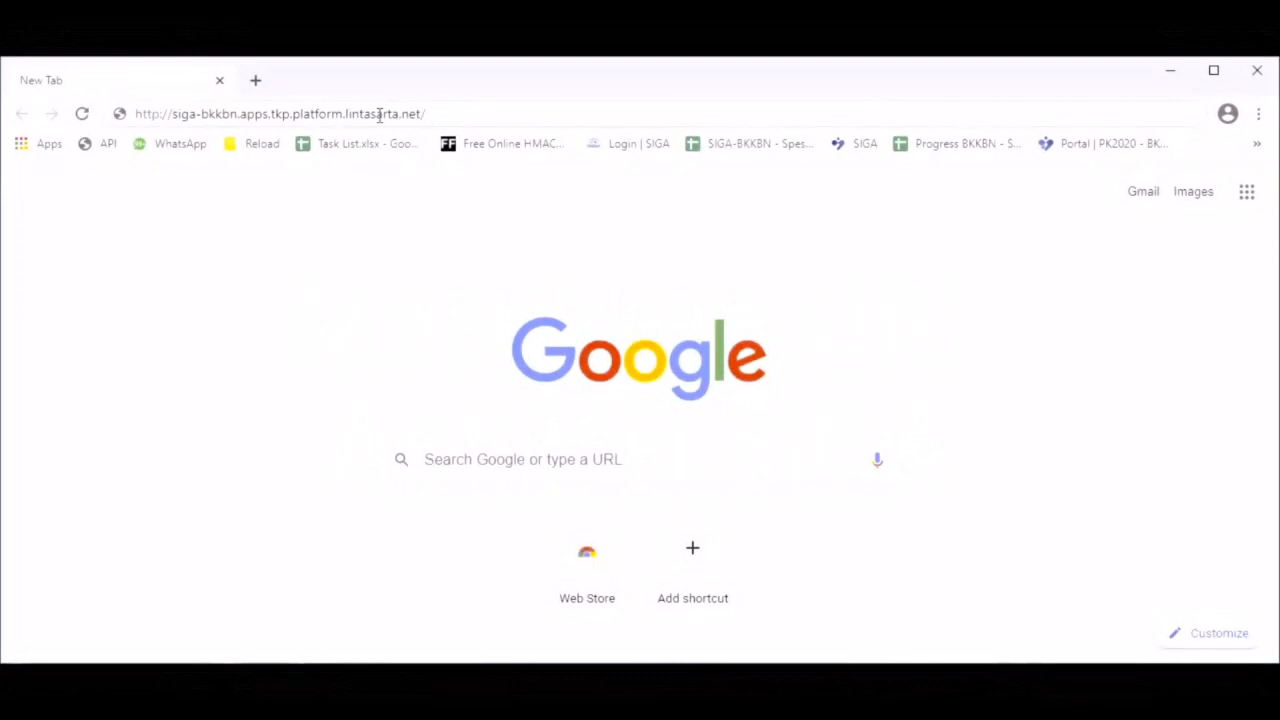 New Tab
http://siga-bkkbn.apps.tkp.platform.lintasarta.net/
Apps API WhatsApp Reload Task List.xlsx - Goo... FF Free Online HMAC... Login | SIGA SIGA-BKKBN - Spes... SIGA Progress BKKBN - S... Portal | PK2020 - BK... »
Gmail Images
Google
Search Google or type a URL
Web Store Add shortcut
Customize